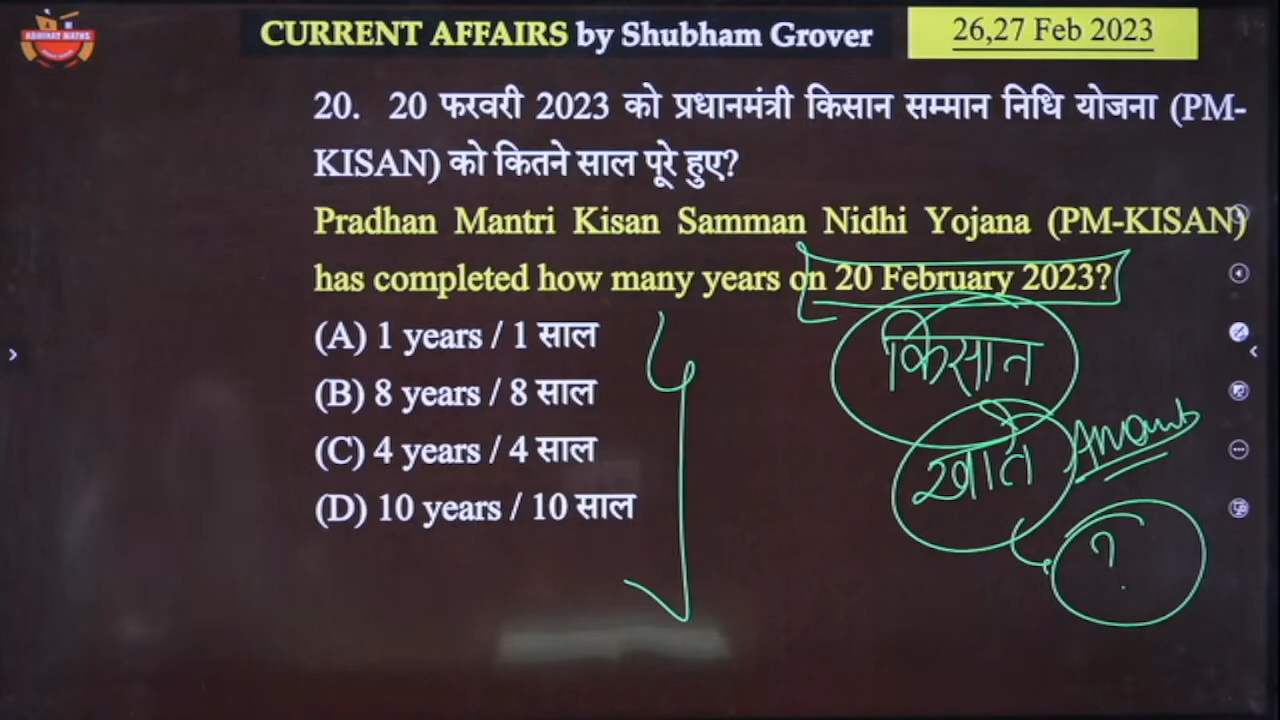 ABHINAY MATHS
CURRENT AFFAIRS by Shubham Grover
26,27 Feb 2023
20. 20 फरवरी 2023 को प्रधानमंत्री किसान सम्मान निधि योजना (PM-
KISAN) को कितने साल पूरे हुए?
Pradhan Mantri Kisan Samman Nidhi Yojana (PM-KISAN)
has completed how many years on 20 February 2023?
(A) 1 years / 1 साल
(B) 8 years / 8 साल
(C) 4 years / 4 साल
(D) 10 years / 10 साल
किसान
खाते
?